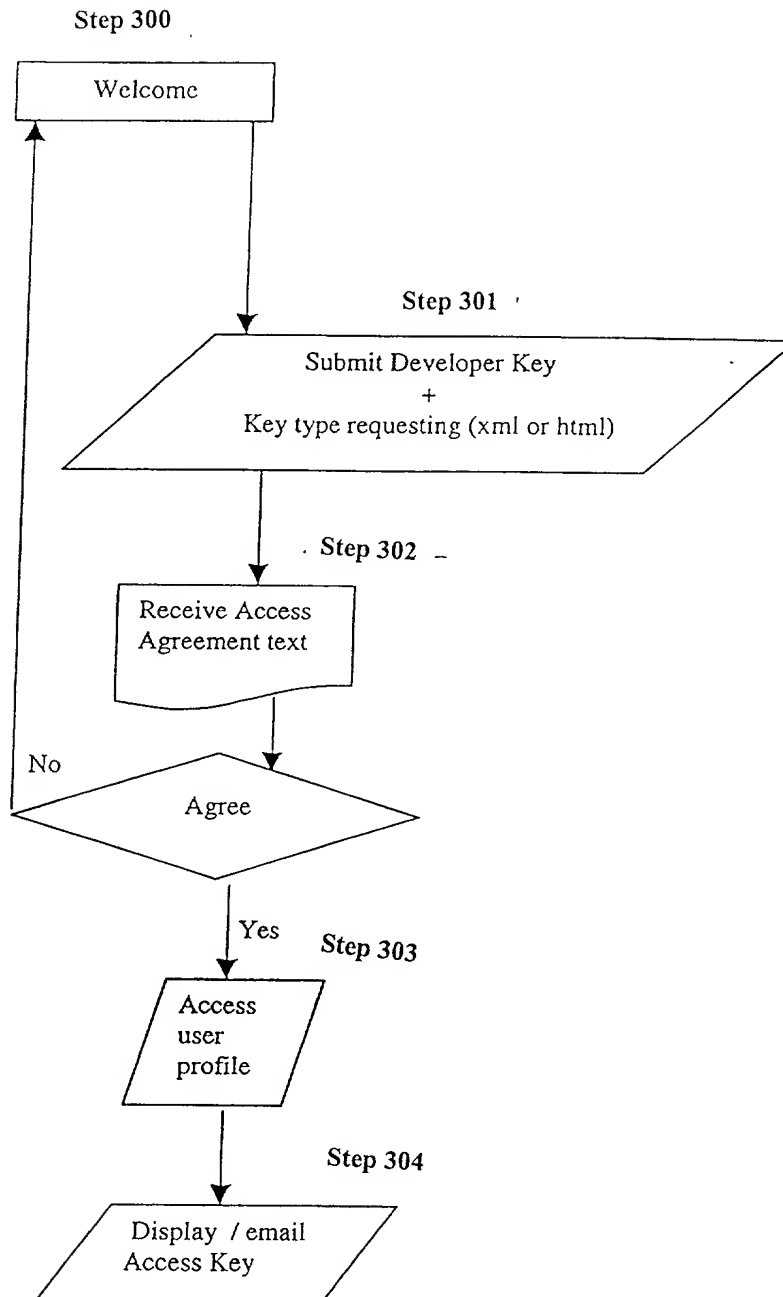 Step 300
Welcome
Step 301
Submit Developer Key
+
Key type requesting (xml or html)
Step 302
Receive Access
Agreement text
No
Agree
Yes
Step 303
Access
user
profile
Step 304
Display / email
Access Key